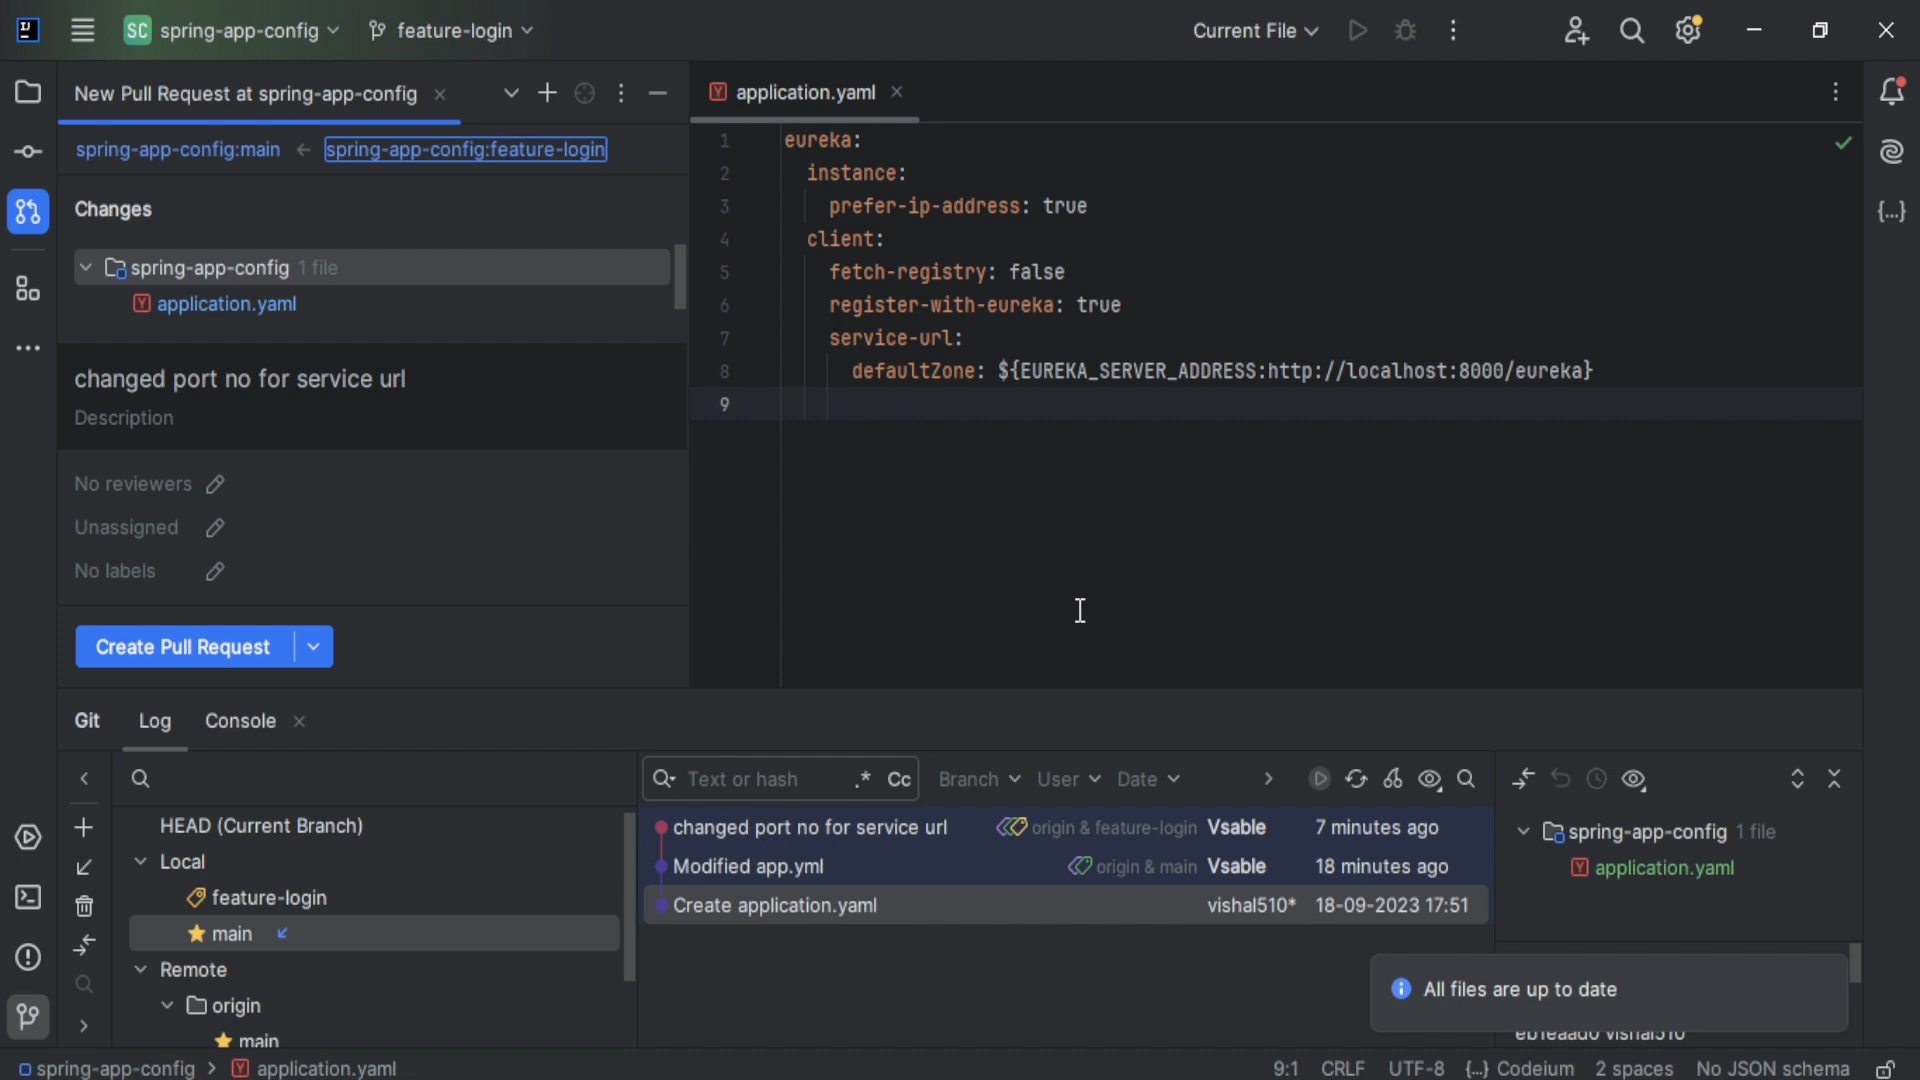 SC spring-app-config feature-login Current File
New Pull Request at spring-app-config
spring-app-config:main ← spring-app-config:feature-login
Changes
spring-app-config 1 file
application.yaml
changed port no for service url
Description
No reviewers
Unassigned
No labels
Create Pull Request
application.yaml
1 eureka:
2 instance:
3 prefer-ip-address: true
4 client:
5 fetch-registry: false
6 register-with-eureka: true
7 service-url:
8 defaultZone: ${EUREKA_SERVER_ADDRESS:http://localhost:8000/eureka}
9
Git Log Console
HEAD (Current Branch)
Local
feature-login
main
Remote
origin
main
Text or hash .* Cc Branch User Date
changed port no for service url origin & feature-login Vsable 7 minutes ago
Modified app.yml origin & main Vsable 18 minutes ago
Create application.yaml vishal510* 18-09-2023 17:51
spring-app-config 1 file
application.yaml
All files are up to date
spring-app-config > application.yaml 9:1 CRLF UTF-8 {...} Codeium 2 spaces No JSON schema